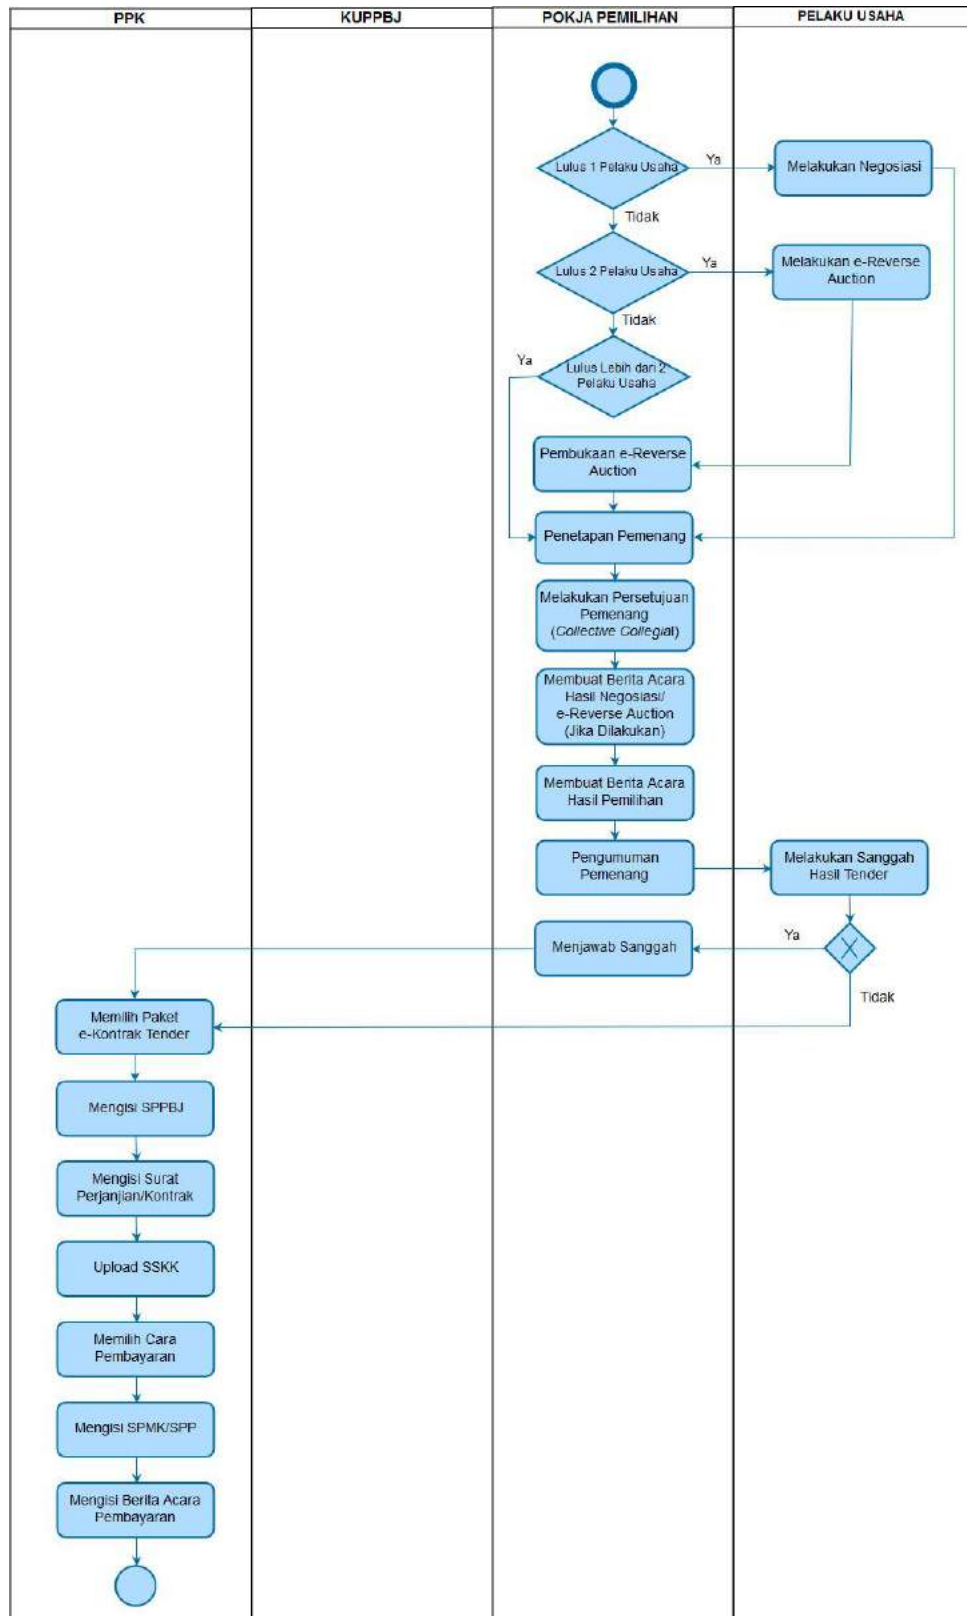 PPK
KUPPBJ
POKJA PEMILIHAN
PELAKU USAHA
Lulus 1 Pelaku Usaha
Ya
Melakukan Negosiasi
Tidak
Lulus 2 Pelaku Usaha
Ya
Melakukan e-Reverse
Auction
Tidak
Ya
Lulus Lebih dari 2
Pelaku Usaha
Pembukaan e-Reverse
Auction
Penetapan Pemenang
Melakukan Persetujuan
Pemenang
(Collective Collegial)
Membuat Berita Acara
Hasil Negosiasi/
e-Reverse Auction
(Jika Dilakukan)
Membuat Berita Acara
Hasil Pemilihan
Pengumuman
Pemenang
Melakukan Sanggah
Hasil Tender
Menjawab Sanggah
Ya
X
Tidak
Memilih Paket
e-Kontrak Tender
Mengisi SPPBJ
Mengisi Surat
Perjanjian/Kontrak
Upload SSKK
Memilih Cara
Pembayaran
Mengisi SPMK/SPP
Mengisi Berita Acara
Pembayaran